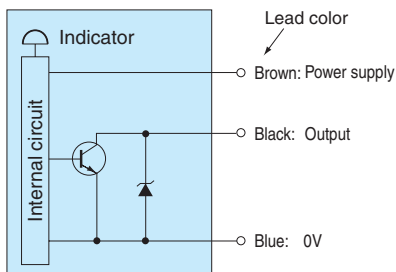 Lead color
Indicator
Brown: Power supply
Internal circuit
Black: Output
Blue: 0V